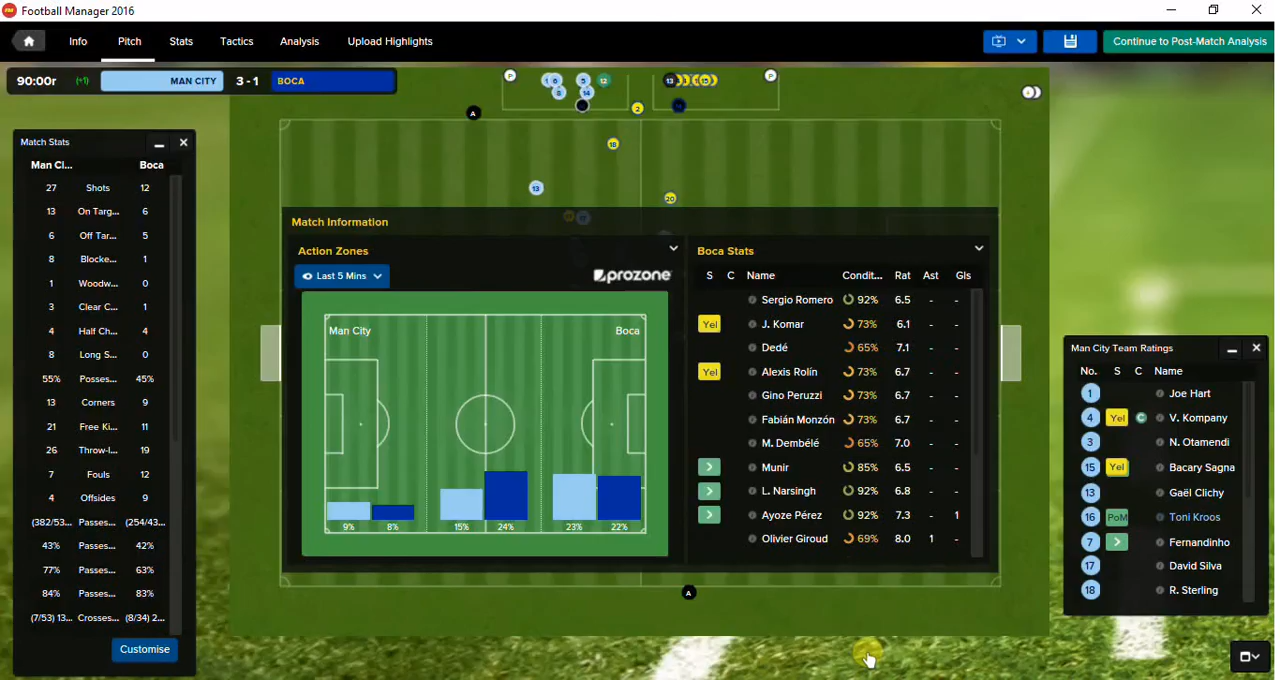 Football Manager 2016
Info Pitch Stats Tactics Analysis Upload Highlights
Continue to Post-Match Analysis
90:00r (+1) MAN CITY 3 - 1 BOCA
Match Stats
Man Ci... Boca
27 Shots 12
13 On Targ... 6
6 Off Tar... 5
8 Blocke... 1
1 Woodw... 0
3 Clear C... 1
4 Half Ch... 4
8 Long S... 0
55% Posses... 45%
13 Corners 9
21 Free Ki... 11
26 Throw-I... 19
7 Fouls 12
4 Offsides 9
(382/53... Passes... (254/43...
43% Passes... 42%
77% Passes... 63%
84% Passes... 83%
(7/53) 13... Crosses... (8/34) 2...
Customise
Match Information
Action Zones
Last 5 Mins
prozone
Man City Boca
9% 8% 15% 24% 23% 22%
Boca Stats
S C Name Condit... Rat Ast Gls
Sergio Romero 92% 6.5 - -
Yel J. Komar 73% 6.1 - -
Dedé 65% 7.1 - -
Yel Alexis Rolín 73% 6.7 - -
Gino Peruzzi 73% 6.7 - -
Fabián Monzón 73% 6.7 - -
M. Dembélé 65% 7.0 - -
Munir 85% 6.5 - -
L. Narsingh 92% 6.8 - -
Ayoze Pérez 92% 7.3 - 1
Olivier Giroud 69% 8.0 1 -
Man City Team Ratings
No. S C Name
1 Joe Hart
4 Yel C V. Kompany
3 N. Otamendi
15 Yel Bacary Sagna
13 Gaël Clichy
16 PoM Toni Kroos
7 Fernandinho
17 David Silva
18 R. Sterling
P P
5 12 13
8 14
A 2
18
13
20
A